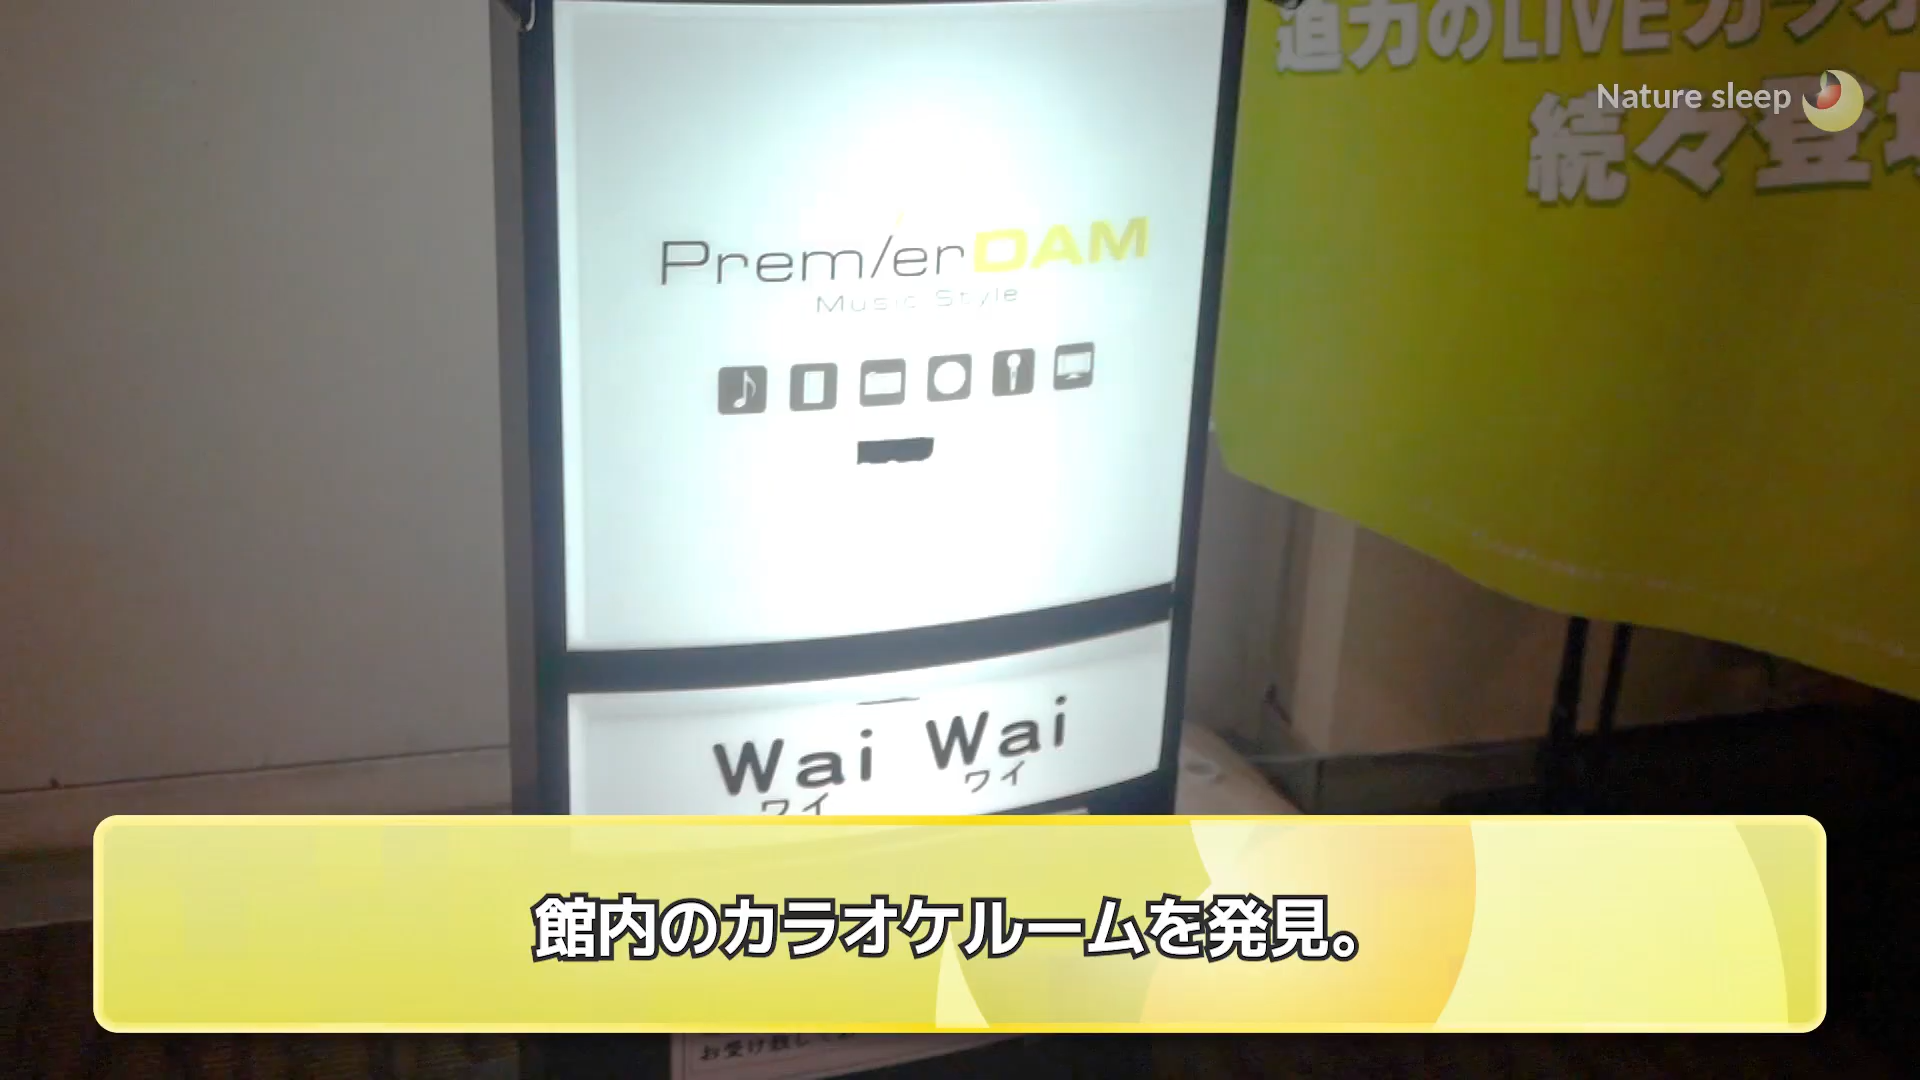 迫力のLIVEカラオ
続々登場
Nature sleep
Prem/erDAM
Music Style
Wai Wai
ワイ ワイ
館内のカラオケルームを発見。